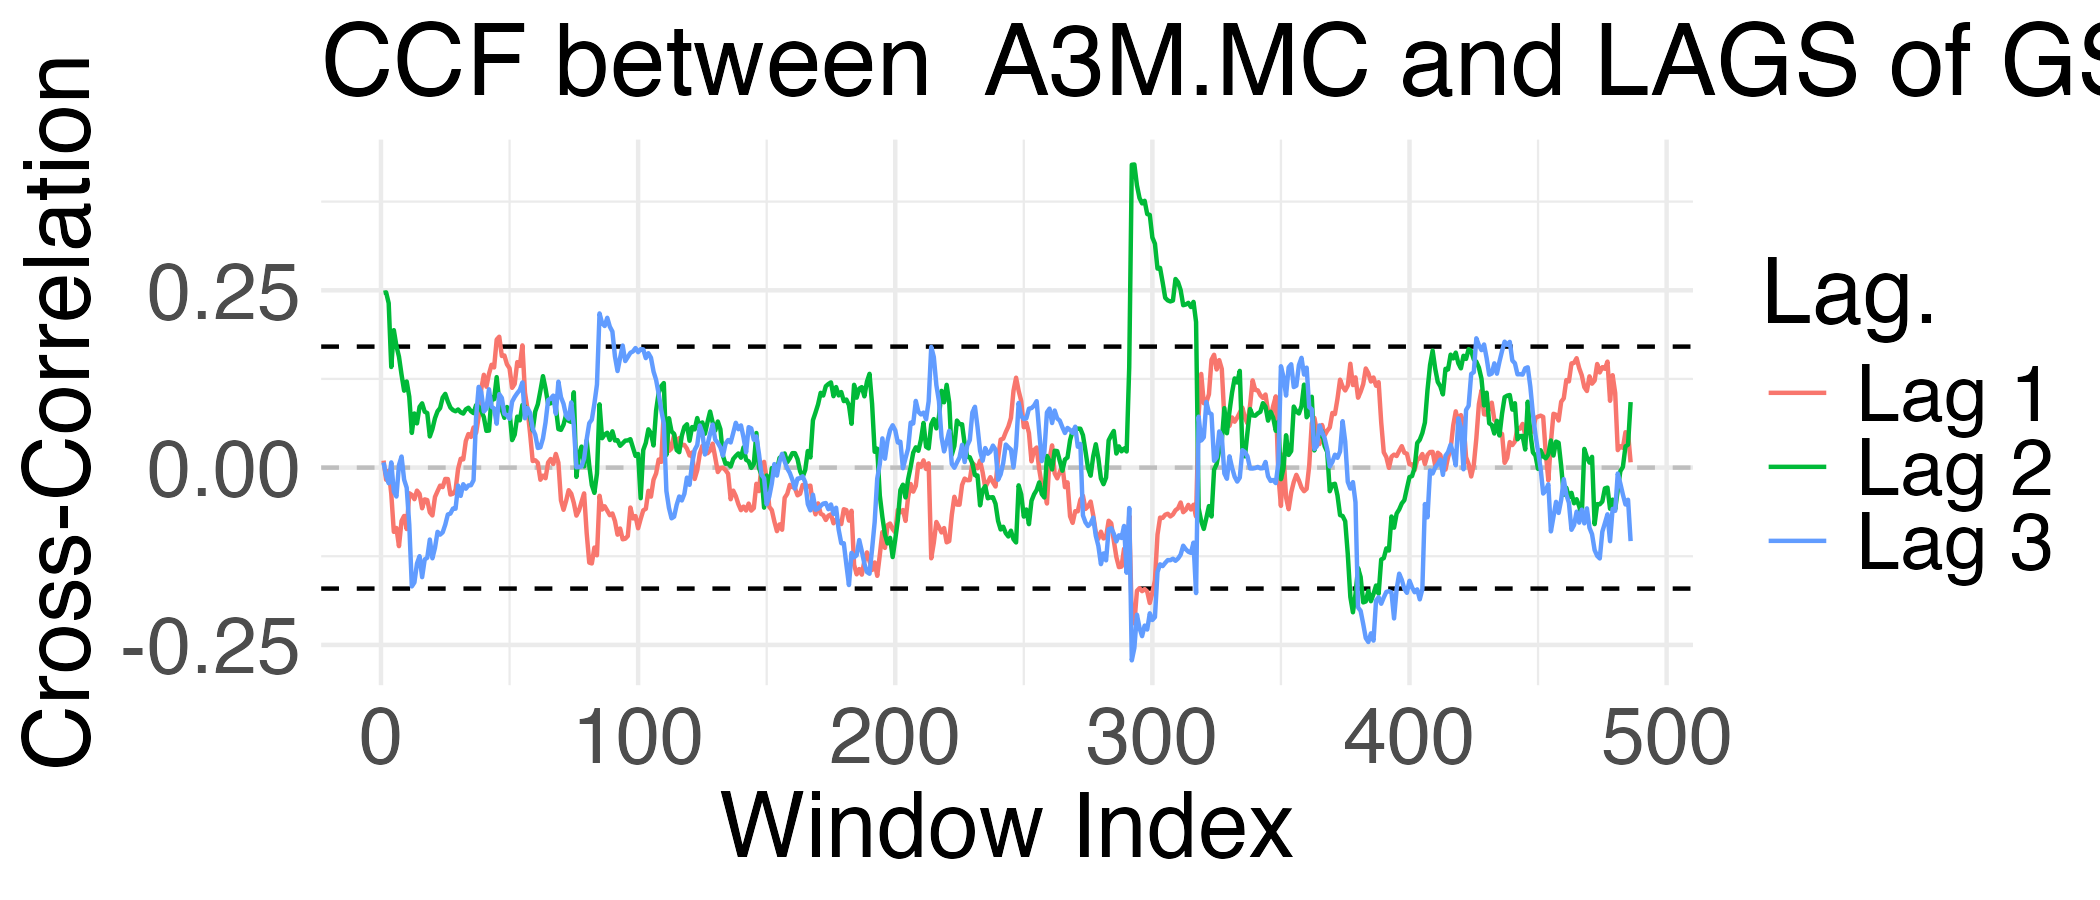 CCF between  A3M.MC and LAGS of GS
Cross-Correlation
0.25
0.00
-0.25
0
100
200
300
400
500
Window Index
Lag.
Lag 1
Lag 2
Lag 3